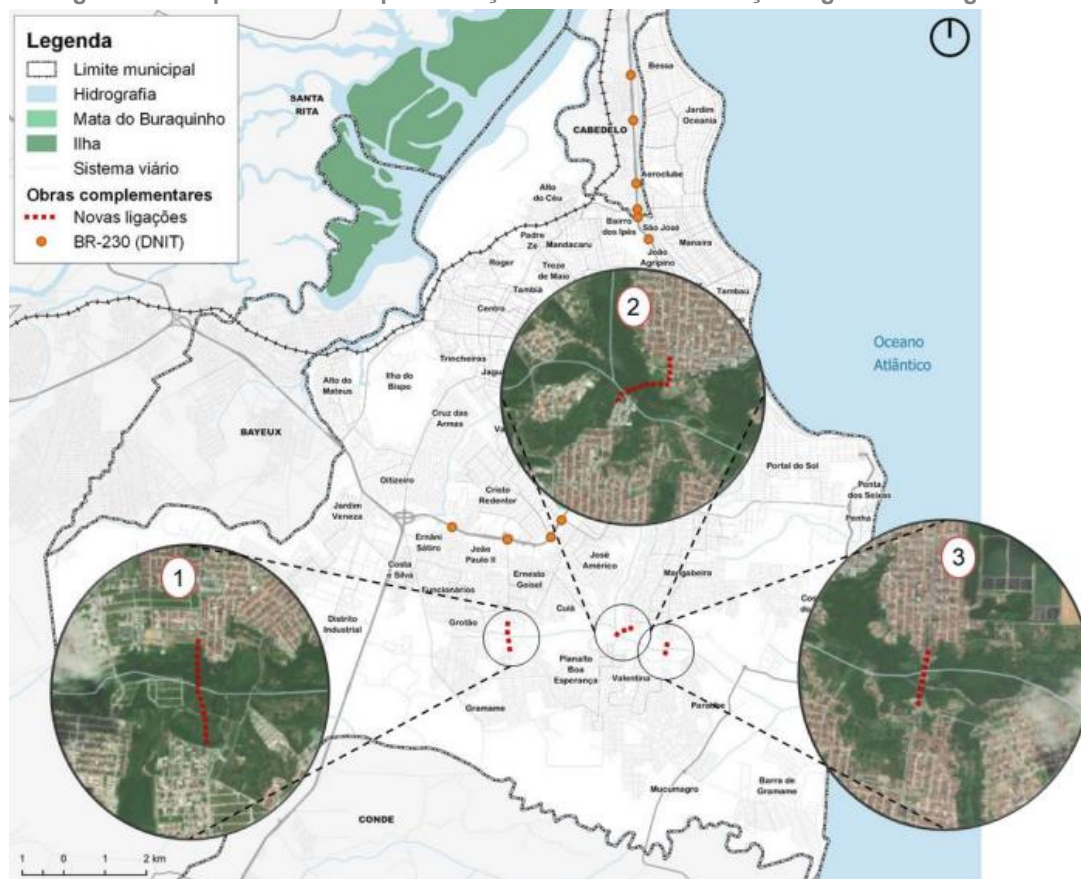 Legenda
Limite municipal
Hidrografia
Mata do Buraquinho
Ilha
Sistema viário
Obras complementares
Novas ligações
BR-230 (DNIT)
SANTA
RITA
CABEDELO
Bessa
Jardim
Oceania
Aeroclube
Alto
do Céu
Bairro
dos Ipês
São José
Manaíra
João
Agripino
Padre
Zé
Mandacaru
Roger
Treze
de Maio
Tambiá
Tambaú
Centro
2
Oceano
Atlântico
Trincheiras
Ilha do
Bispo
Alto do
Mateus
Cruz das
Armas
BAYEUX
Oitizeiro
Cristo
Redentor
Portal do Sol
Ponta
dos Seixas
Penha
Jardim
Veneza
Ernâni
Sátiro
João
Paulo II
Costa
e Silva
Ernesto
Geisel
José
Américo
Mangabeira
Funcionários
1
3
Distrito
Industrial
Grotão
Cuiá
Planalto
Boa
Esperança
Valentina
Gramame
Paratibe
Mucumagro
Barra de
Gramame
CONDE
1 0 1 2 km